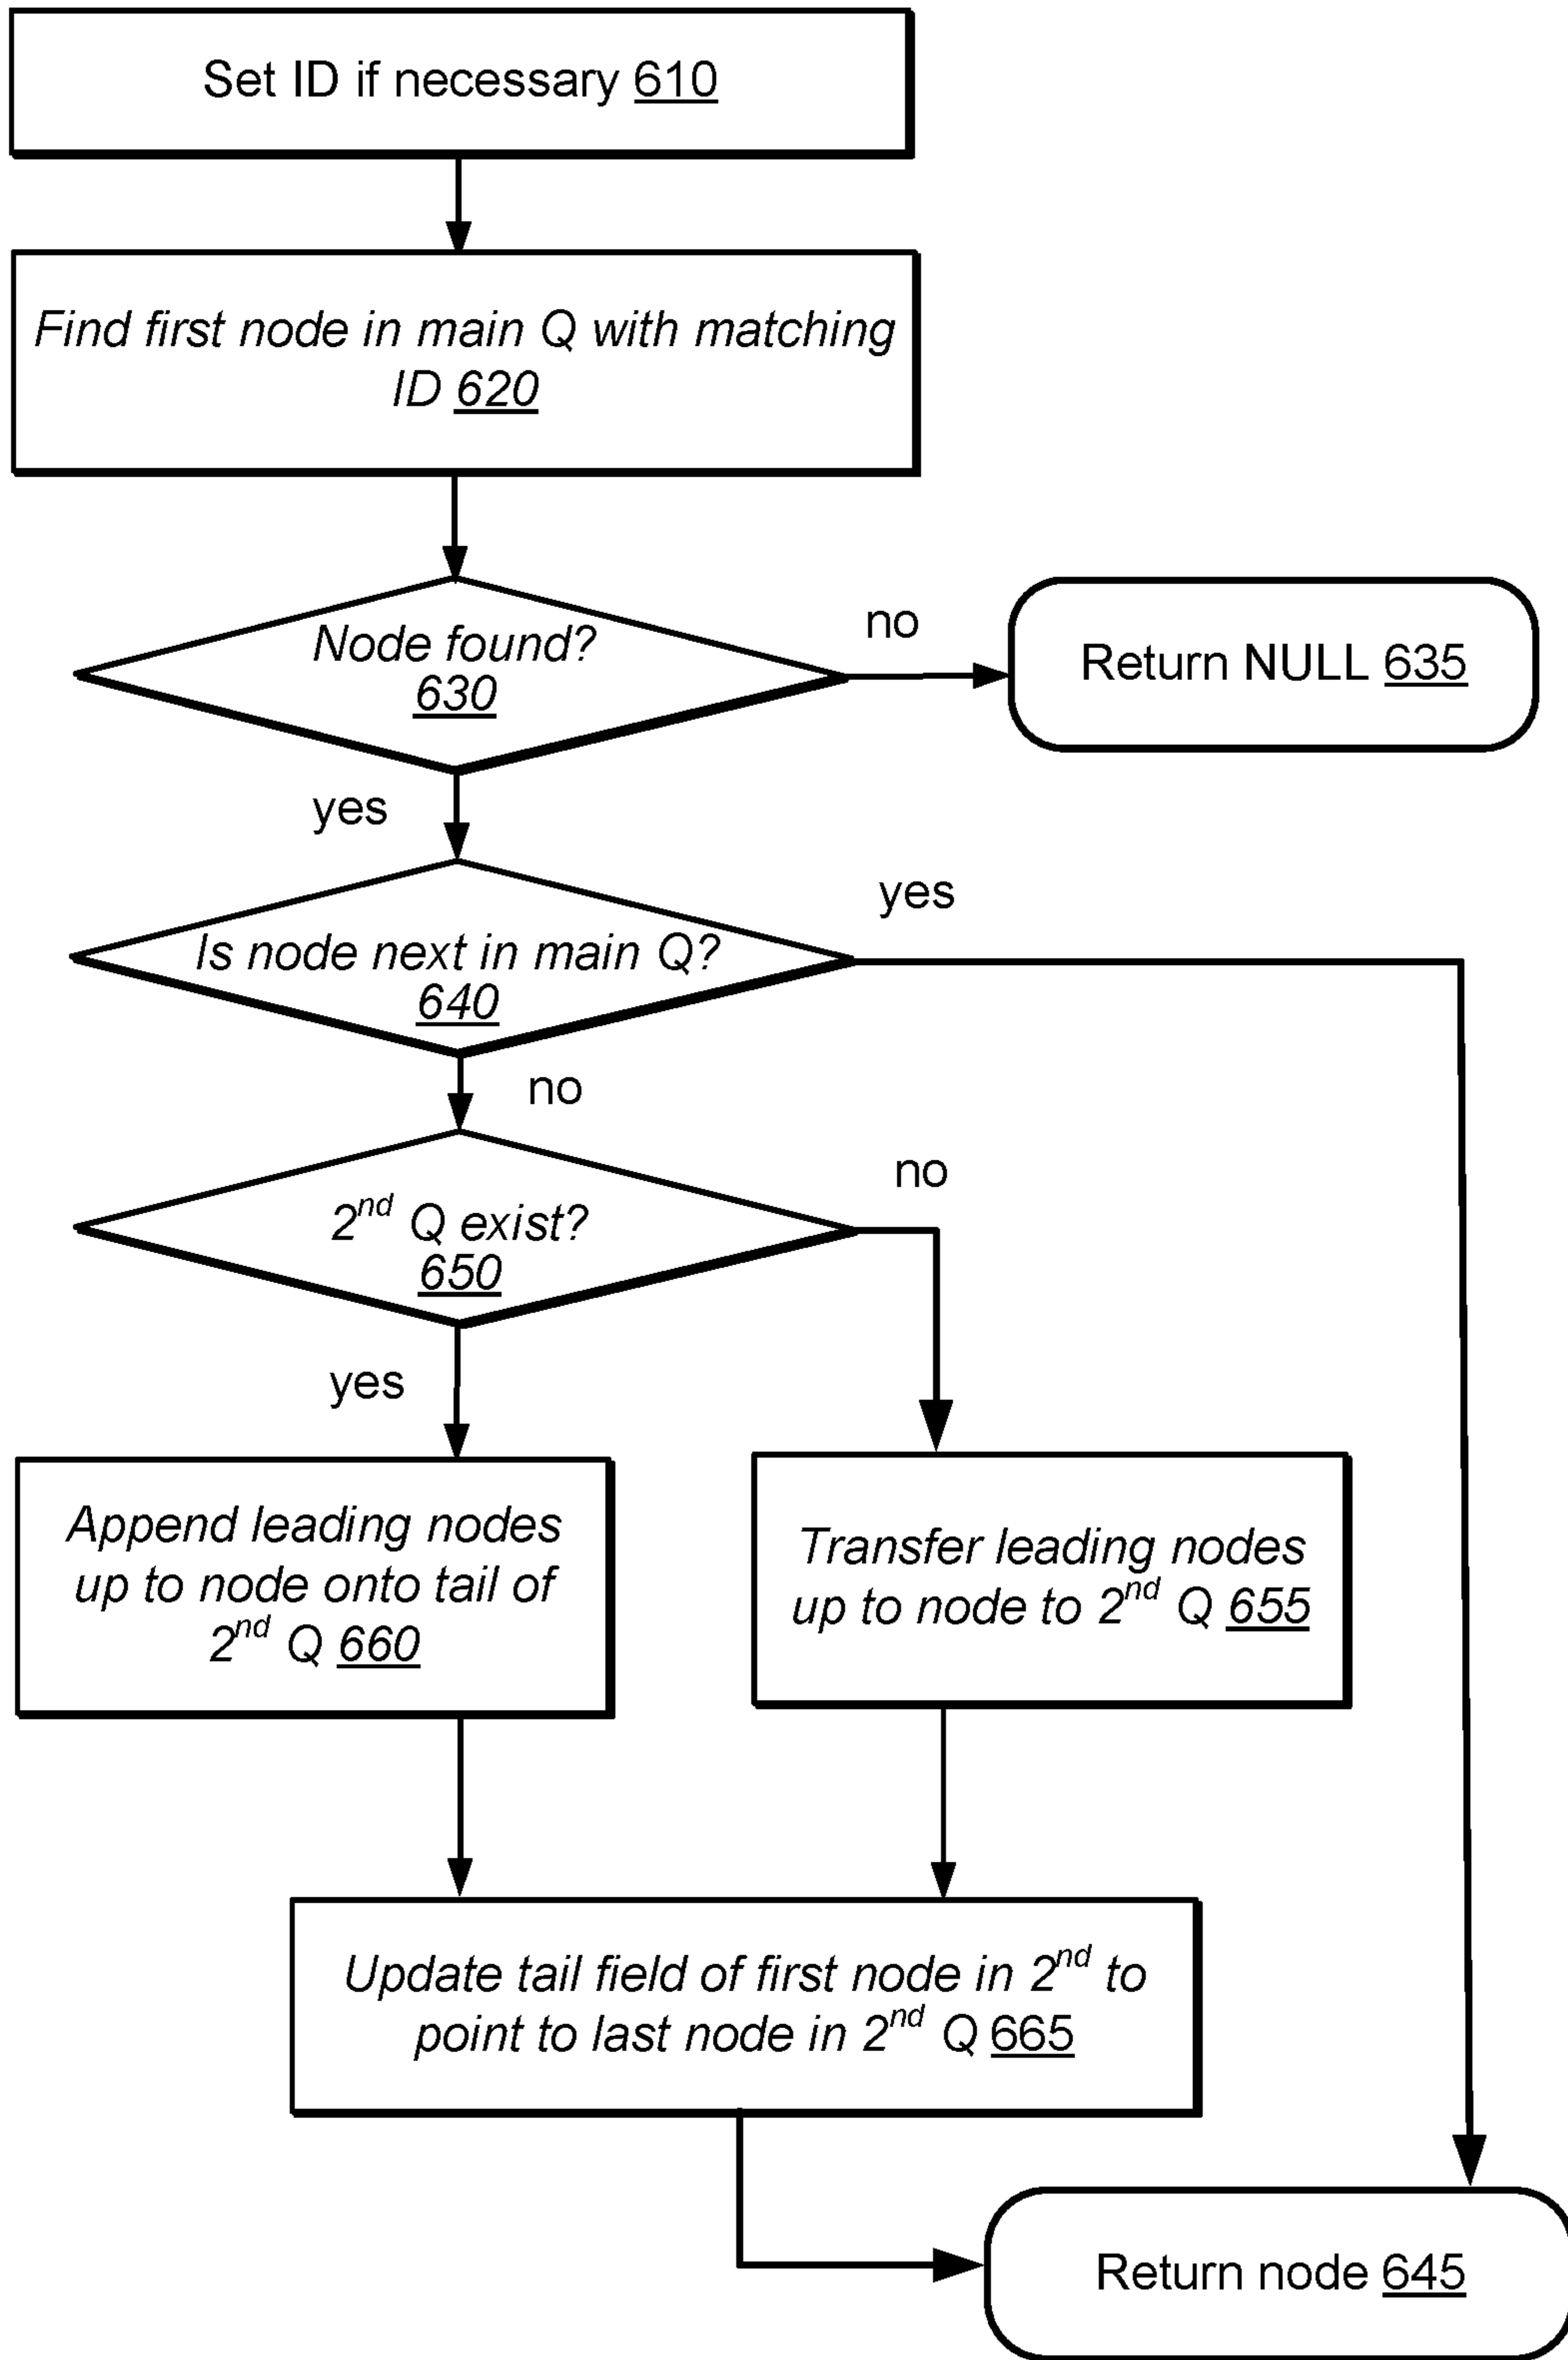 Set ID if necessary 610
Find first node in main Q with matching
ID 620
Node found?
630
no
Return NULL 635
yes
yes
Is node next in main Q?
640
no
no
2nd Q exist?
650
yes
Append leading nodes
up to node onto tail of
2nd Q 660
Transfer leading nodes
up to node to 2nd Q 655
Update tail field of first node in 2nd to
point to last node in 2nd Q 665
Return node 645